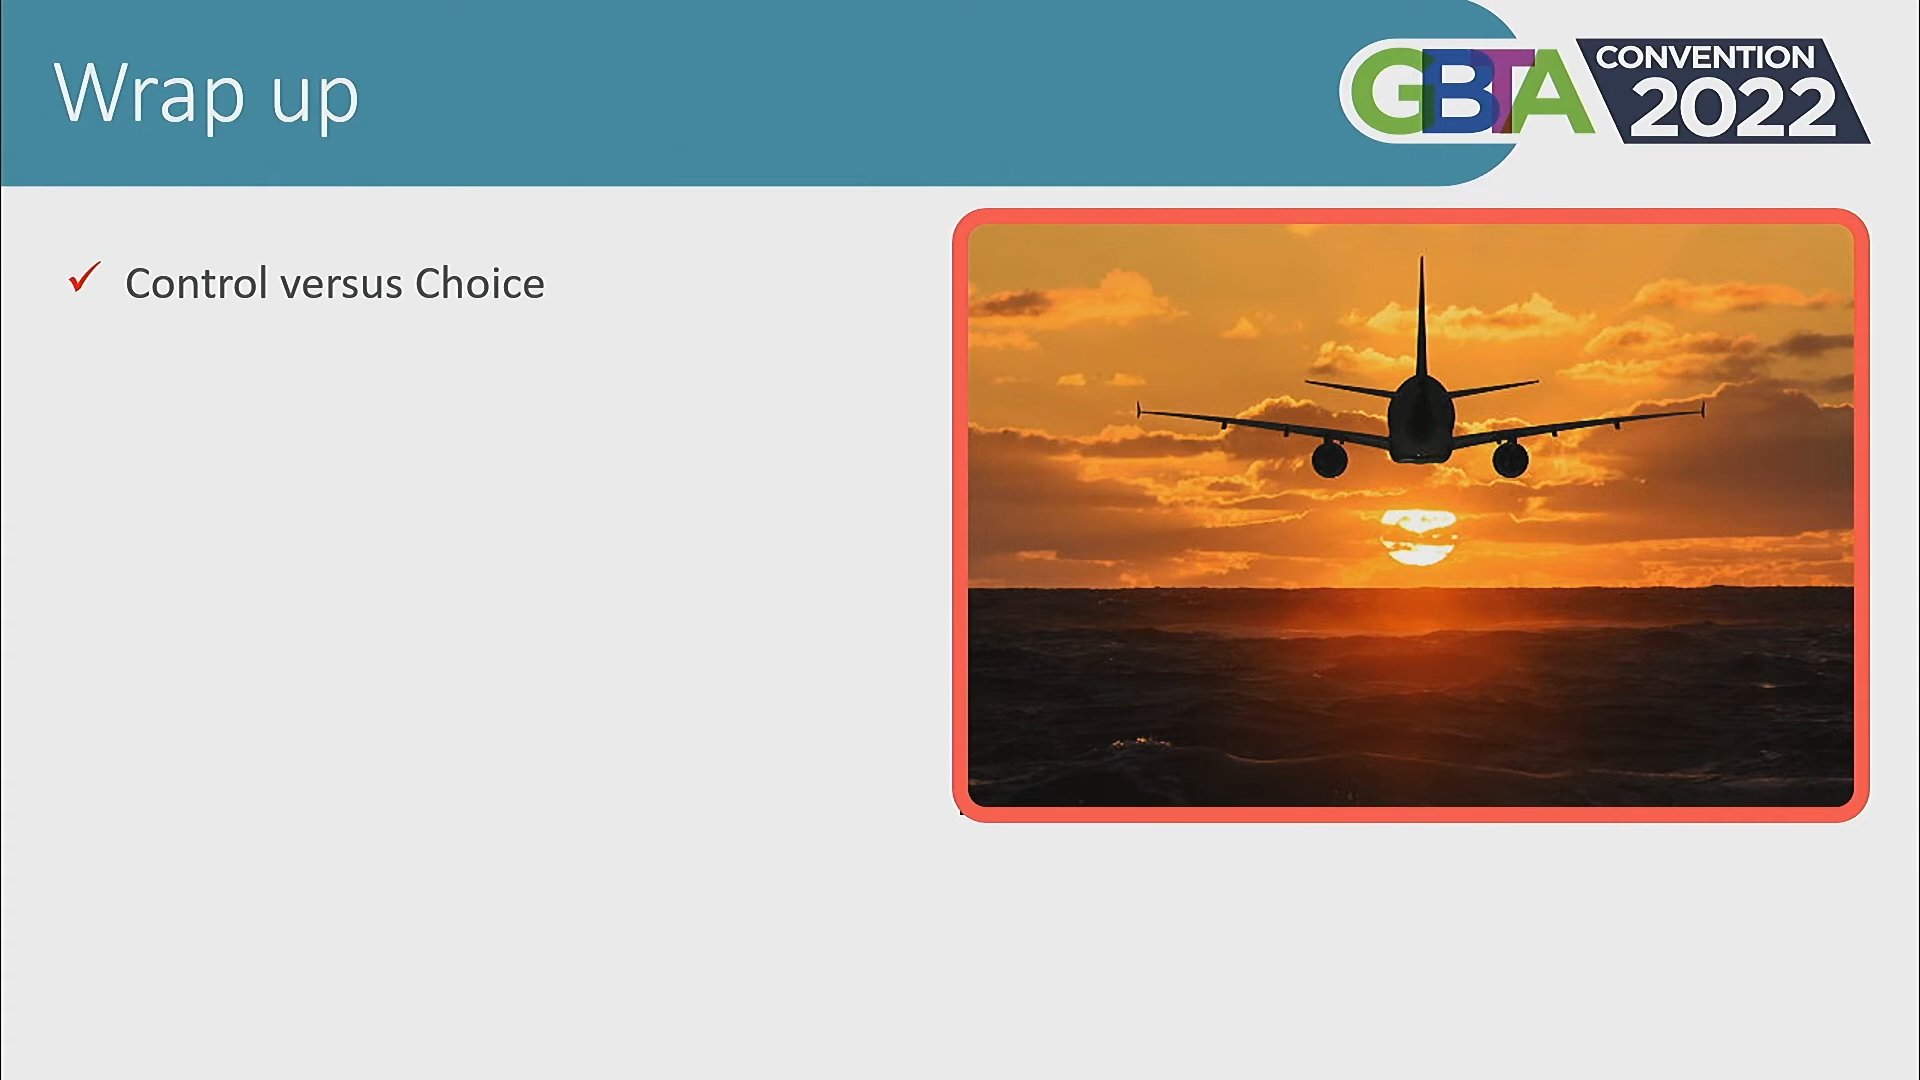 Wrap up
GBTA
CONVENTION
2022
✓ Control versus Choice